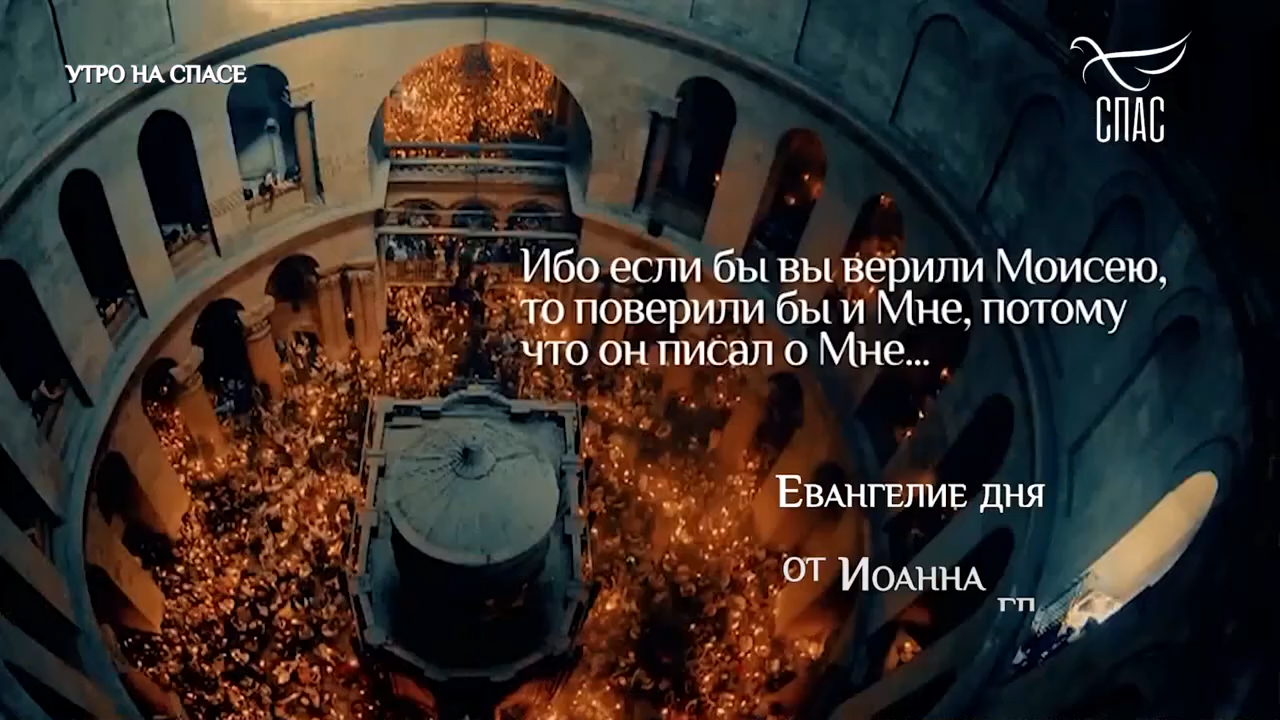 УТРО НА СПАСЕ
СПАС
Ибо если бы вы верили Моисею,
то поверили бы и Мне, потому
что он писал о Мне...
ЕВАНГЕЛИЕ ДНЯ
ОТ ИОАННА